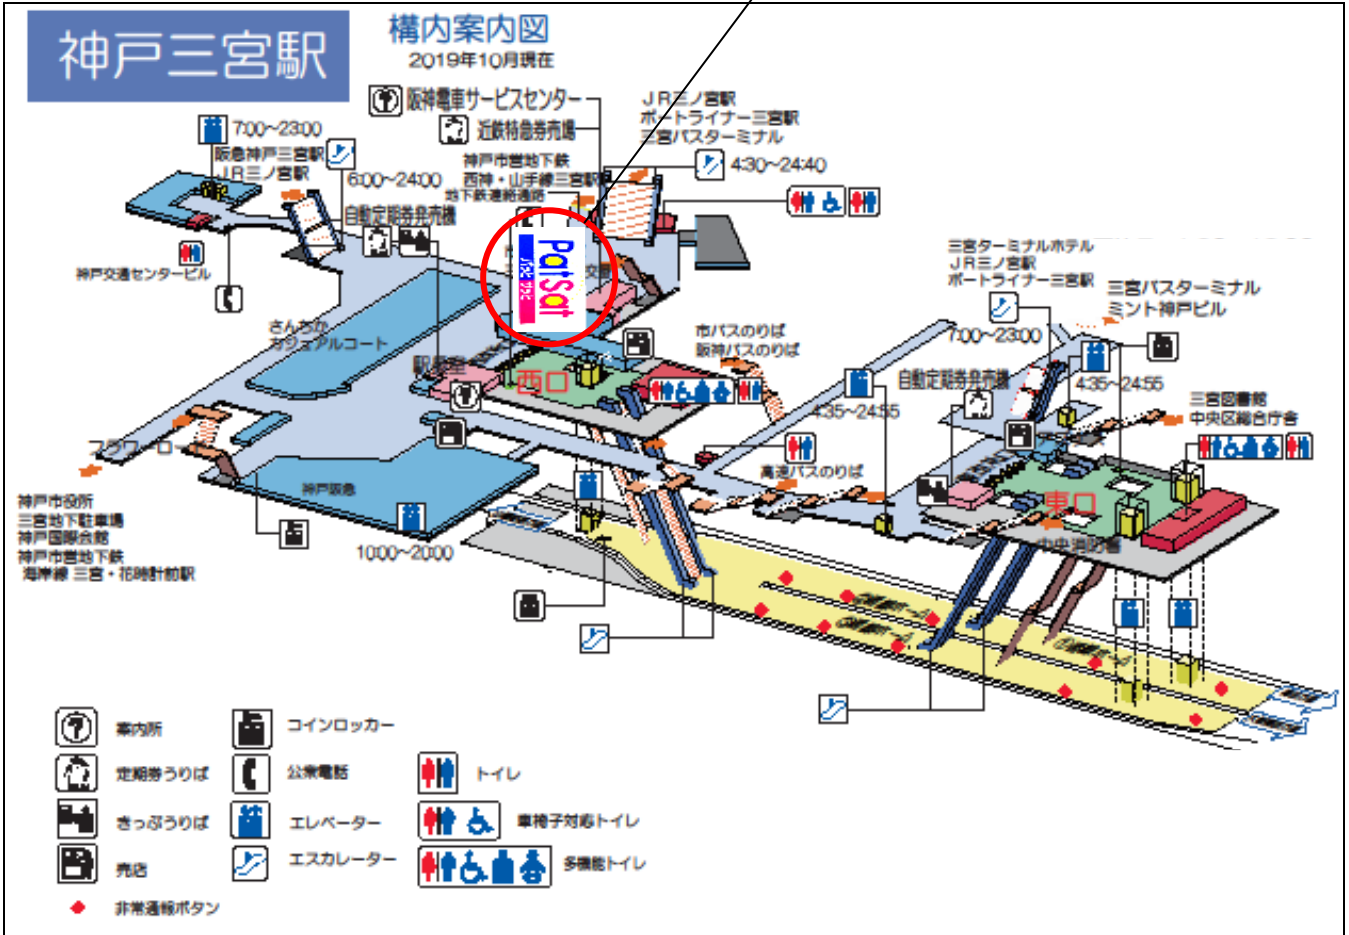 神戸三宮駅
構内案内図
2019年10月現在
阪神電車サービスセンター
近鉄特急券売場
JR三ノ宮駅
ポートライナー三宮駅
三宮バスターミナル
4:30~24:40
7:00~23:00
阪急神戸三宮駅
JR三ノ宮駅
6:00~24:00
神戸市営地下鉄
西神・山手線三宮駅
地下鉄連絡通路
自動定期券発売機
神戸交通センタービル
PatSat
さんちか
カジュアルコート
駅長室
西口
市バスのりば
阪神バスのりば
三宮ターミナルホテル
JR三ノ宮駅
ポートライナー三宮駅
7:00~23:00
三宮バスターミナル
ミント神戸ビル
自動定期券発売機
4:35~24:55
4:35~24:55
三宮図書館
中央区総合庁舎
フラワーロード
高速バスのりば
東口
中央消防署
神戸阪急
10:00~20:00
神戸市役所
三宮地下駐車場
神戸国際会館
神戸市営地下鉄
海岸線 三宮・花時計前駅
案内所
コインロッカー
定期券うりば
公衆電話
トイレ
きっぷうりば
エレベーター
車椅子対応トイレ
売店
エスカレーター
多機能トイレ
非常通報ボタン